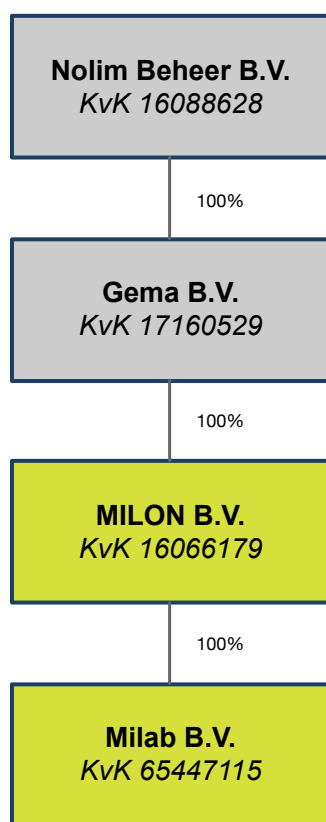 Nolim Beheer B.V.
KvK 16088628
100%
Gema B.V.
KvK 17160529
100%
MILON B.V.
KvK 16066179
100%
Milab B.V.
KvK 65447115